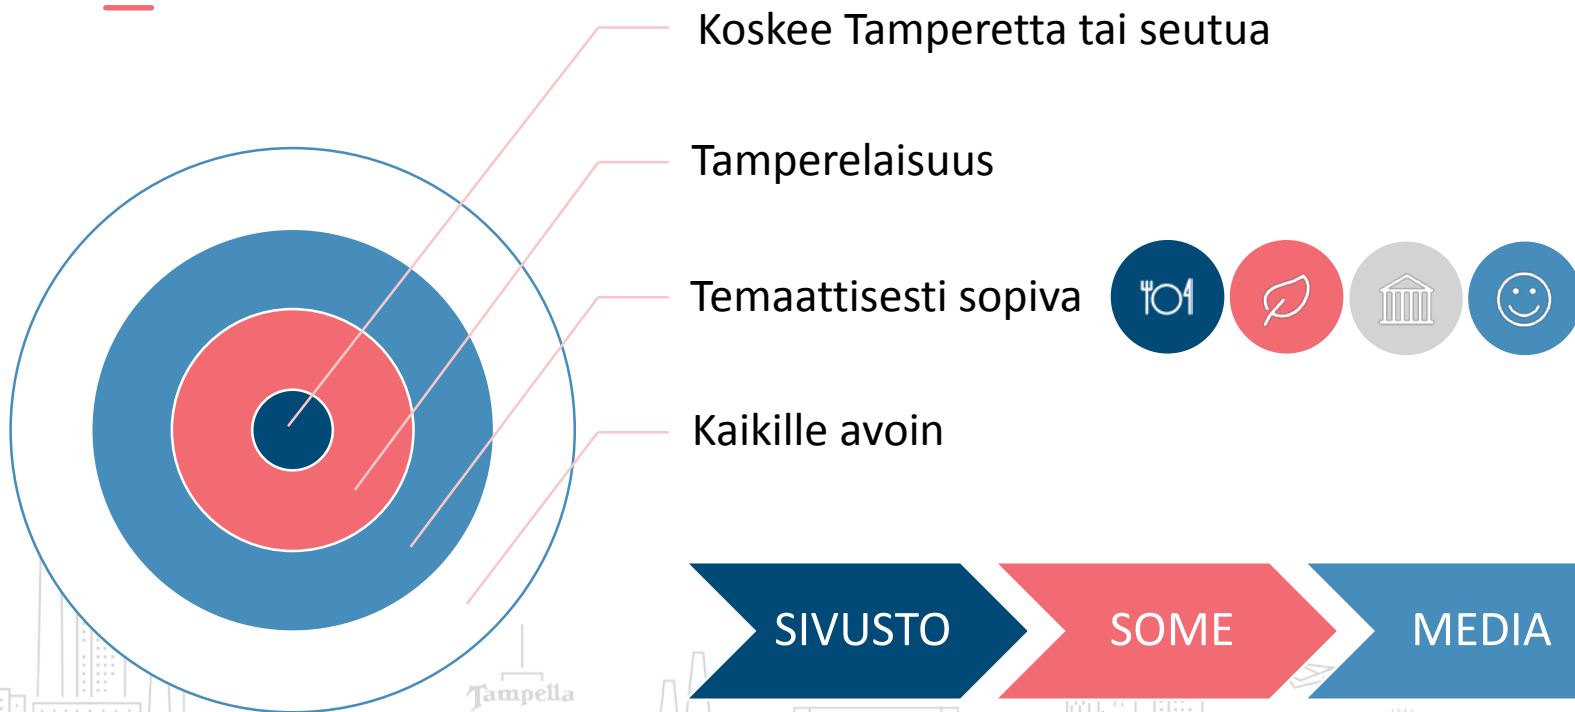 Koskee Tamperetta tai seutua
Tamperelaisuus
Temaattisesti sopiva
Kaikille avoin
SIVUSTO
SOME
MEDIA
Tampella